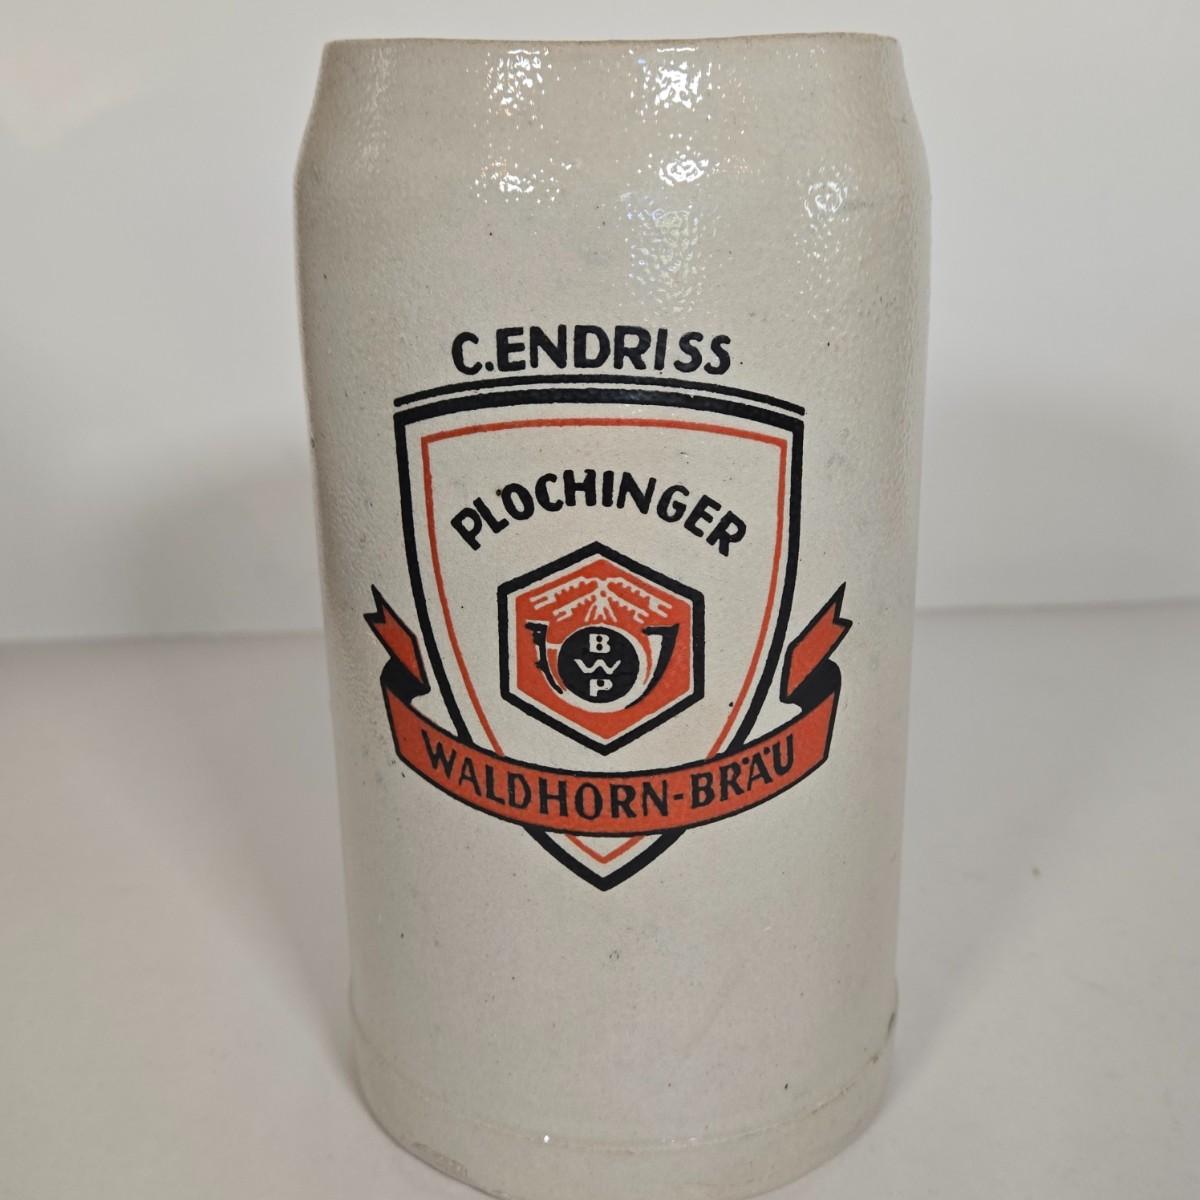 C.ENDRISS
PLOCHINGER
B
W
P
WALDHORN-BRÄU